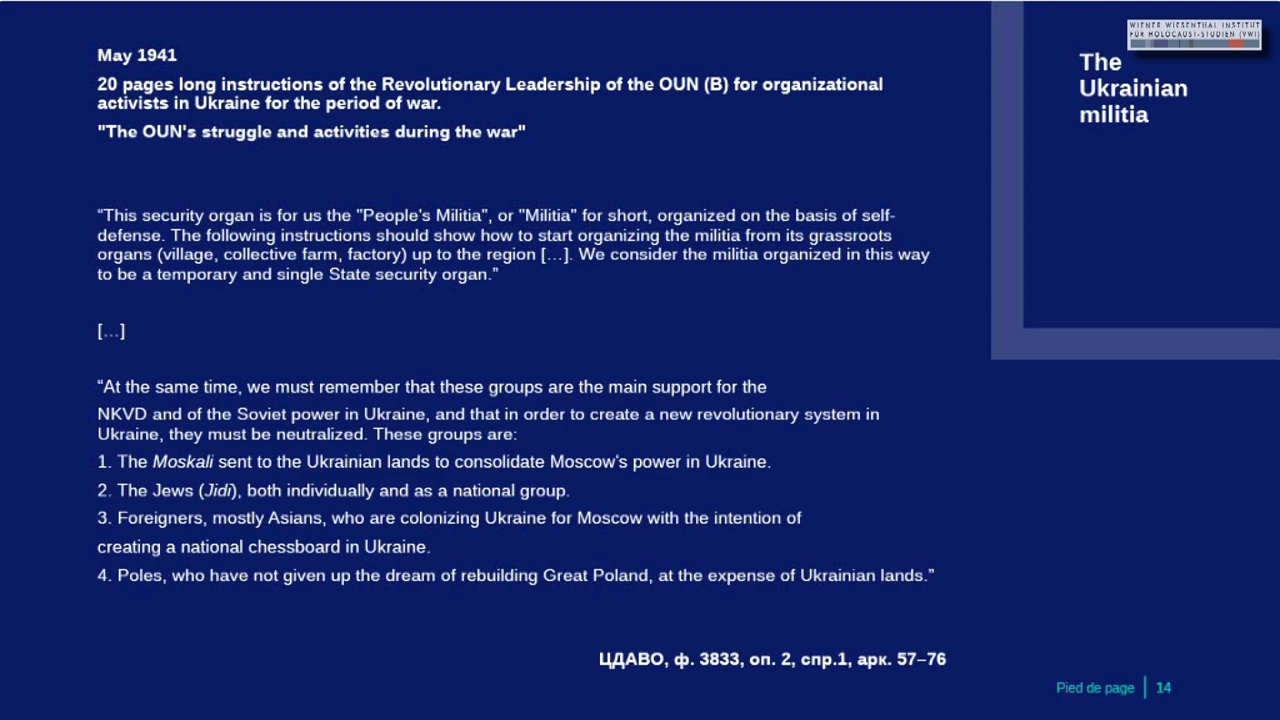 WIENER WIESENTHAL INSTITUT
FÜR HOLOCAUST-STUDIEN (VWI)
The
Ukrainian
militia
May 1941
20 pages long instructions of the Revolutionary Leadership of the OUN (B) for organizational
activists in Ukraine for the period of war.
"The OUN's struggle and activities during the war"
“This security organ is for us the "People's Militia", or "Militia" for short, organized on the basis of self-
defense. The following instructions should show how to start organizing the militia from its grassroots
organs (village, collective farm, factory) up to the region […]. We consider the militia organized in this way
to be a temporary and single State security organ.”
[…]
“At the same time, we must remember that these groups are the main support for the
NKVD and of the Soviet power in Ukraine, and that in order to create a new revolutionary system in
Ukraine, they must be neutralized. These groups are:
1. The Moskali sent to the Ukrainian lands to consolidate Moscow's power in Ukraine.
2. The Jews (Jidi), both individually and as a national group.
3. Foreigners, mostly Asians, who are colonizing Ukraine for Moscow with the intention of
creating a national chessboard in Ukraine.
4. Poles, who have not given up the dream of rebuilding Great Poland, at the expense of Ukrainian lands.”
ЦДАВО, ф. 3833, оп. 2, спр.1, арк. 57–76
Pied de page 14